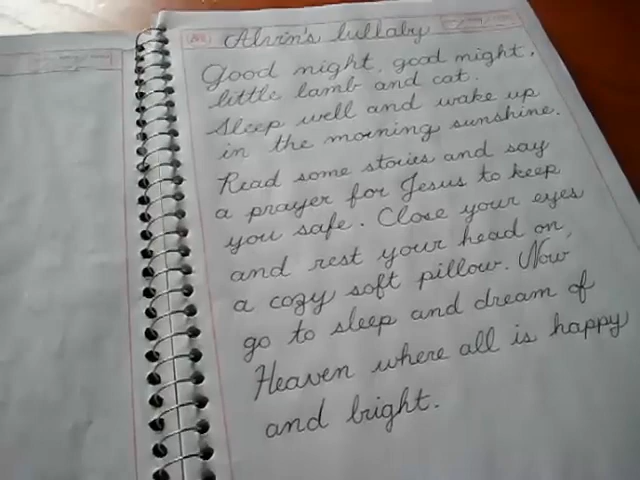 Alvin's lullaby
Good night, good night,
little lamb and cat.
Sleep well and wake up
in the morning sunshine.
Read some stories and say
a prayer for Jesus to keep
you safe. Close your eyes
and rest your head on,
a cozy soft pillow. Now
go to sleep and dream of
Heaven where all is happy
and bright.